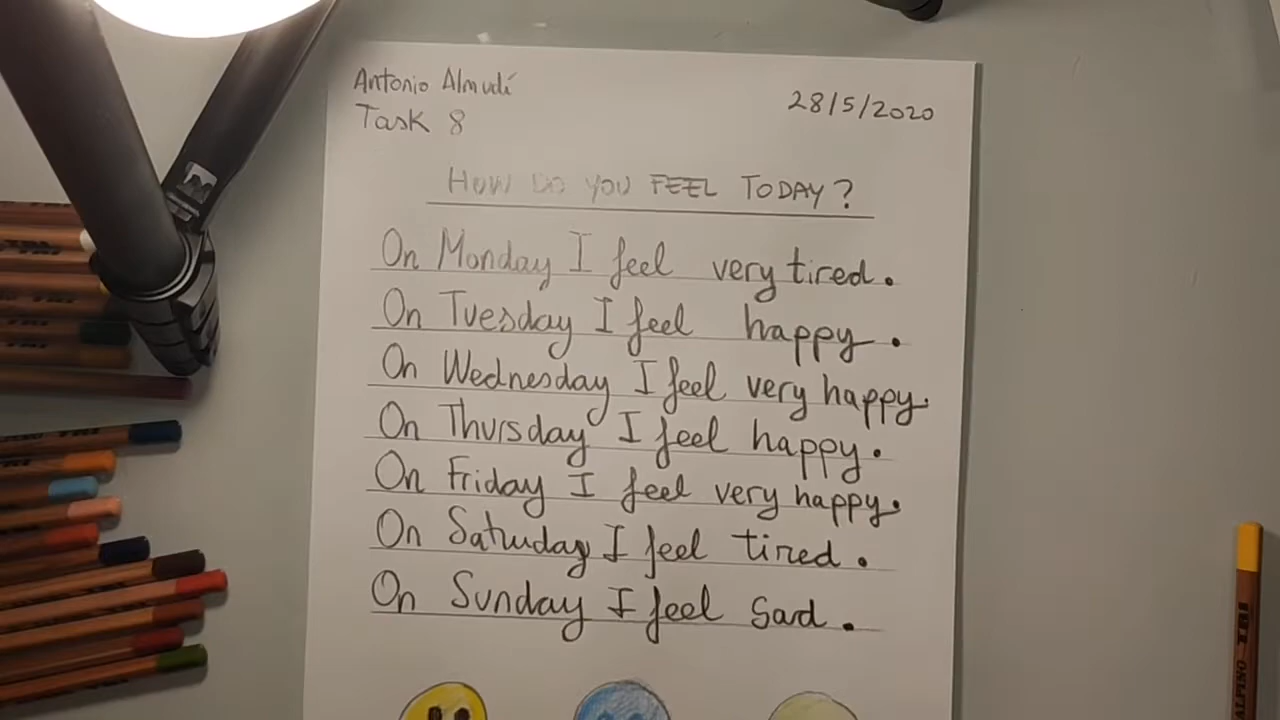 Antonio Almudí
28/5/2020
Task 8
HOW DO YOU FEEL TODAY?
On Monday I feel very tired.
On Tuesday I feel happy.
On Wednesday I feel very happy.
On Thursday I feel happy.
On Friday I feel very happy.
On Saturday I feel tired.
On Sunday I feel sad.
ALPINO TRI